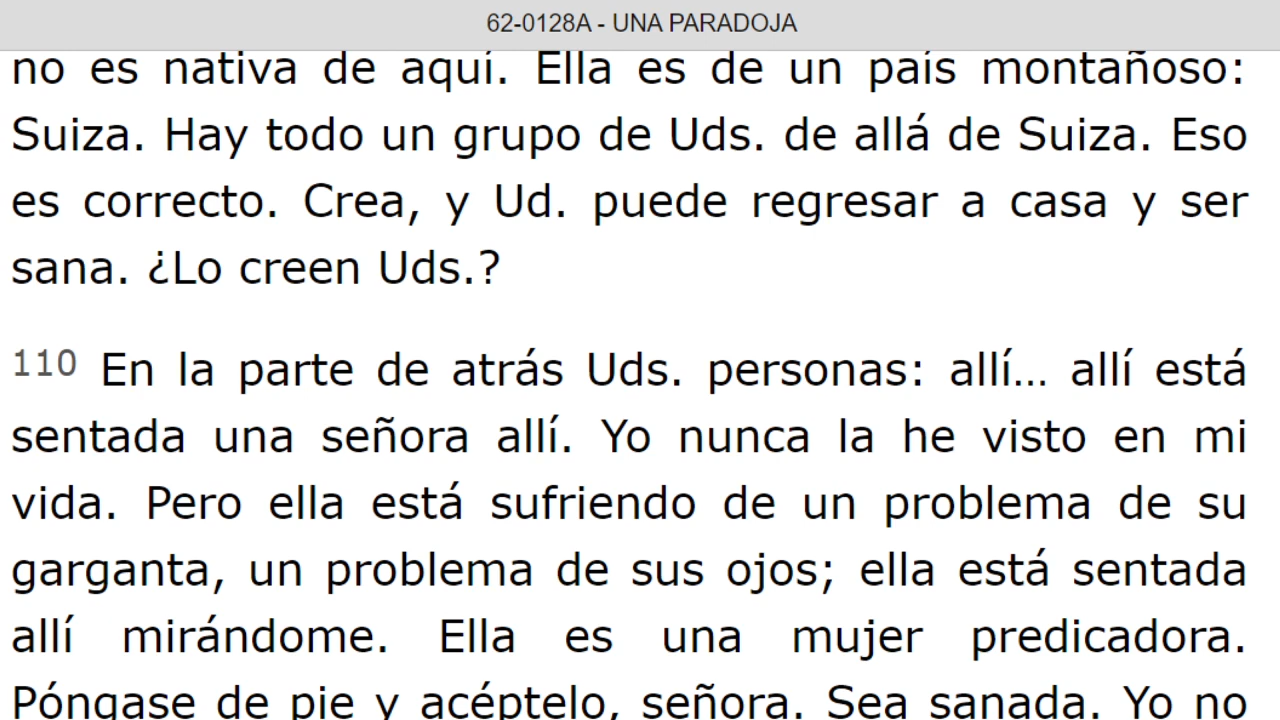 62-0128A - UNA PARADOJA
no es nativa de aquí. Ella es de un país montañoso:
Suiza. Hay todo un grupo de Uds. de allá de Suiza. Eso
es correcto. Crea, y Ud. puede regresar a casa y ser
sana. ¿Lo creen Uds.?
110 En la parte de atrás Uds. personas: allí… allí está
sentada una señora allí. Yo nunca la he visto en mi
vida. Pero ella está sufriendo de un problema de su
garganta, un problema de sus ojos; ella está sentada
allí mirándome. Ella es una mujer predicadora.
Póngase de pie y acéptelo, señora. Sea sanada. Yo no